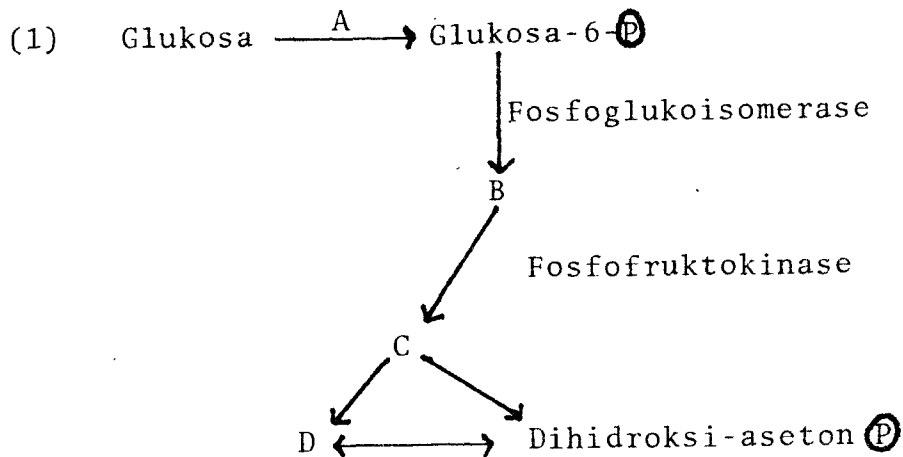 (1) Glukosa A Glukosa-6-Ⓟ
Fosfoglukoisomerase
B
Fosfofruktokinase
C
D Dihidroksi-aseton Ⓟ